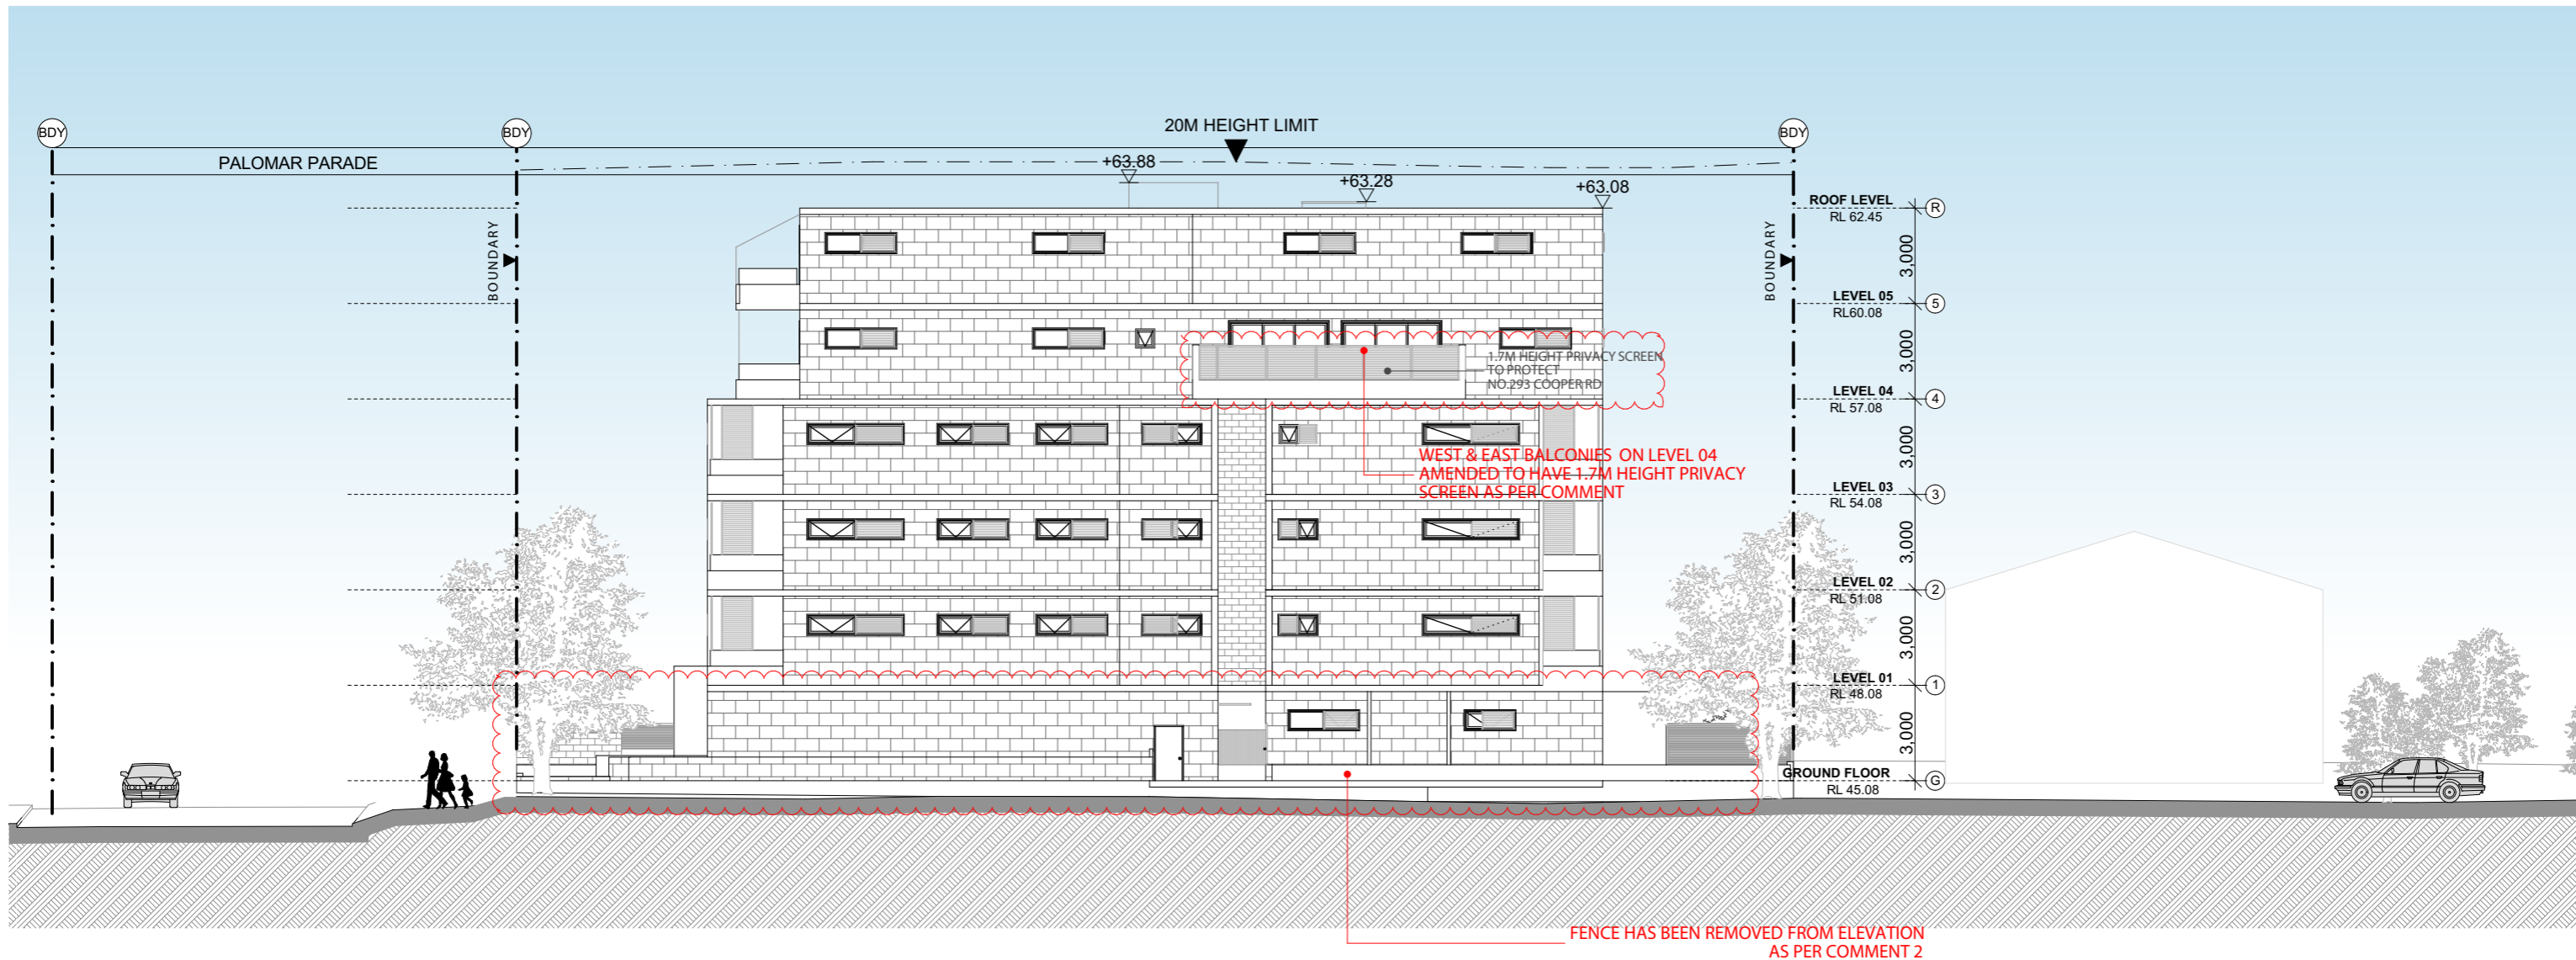 20M HEIGHT LIMIT
BDY
BDY
BDY
PALOMAR PARADE
+63.88
+63.28
+63.08
BOUNDARY
BOUNDARY
ROOF LEVEL
RL 62.45
R
3,000
LEVEL 05
RL60.08
5
3,000
1.7M HEIGHT PRIVACY SCREEN
TO PROTECT
NO.293 COOPER RD
LEVEL 04
RL 57.08
4
3,000
WEST & EAST BALCONIES ON LEVEL 04
AMENDED TO HAVE 1.7M HEIGHT PRIVACY
SCREEN AS PER COMMENT
LEVEL 03
RL 54.08
3
3,000
LEVEL 02
RL 51.08
2
3,000
LEVEL 01
RL 48.08
1
3,000
GROUND FLOOR
RL 45.08
G
FENCE HAS BEEN REMOVED FROM ELEVATION
AS PER COMMENT 2